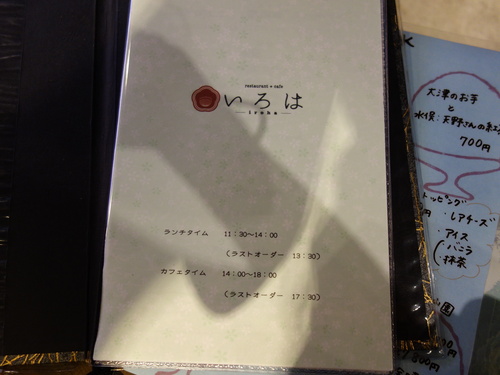 restaurant • cafe
いろは
iroha
ランチタイム 11:30～14:00
（ラストオーダー 13:30）
カフェタイム 14:00～18:00
（ラストオーダー 17:30）
大津のお芋
と
水俣:天野さんの紅
700円
トッピング
円 ・レアチーズ
・アイス
バニラ
・抹茶